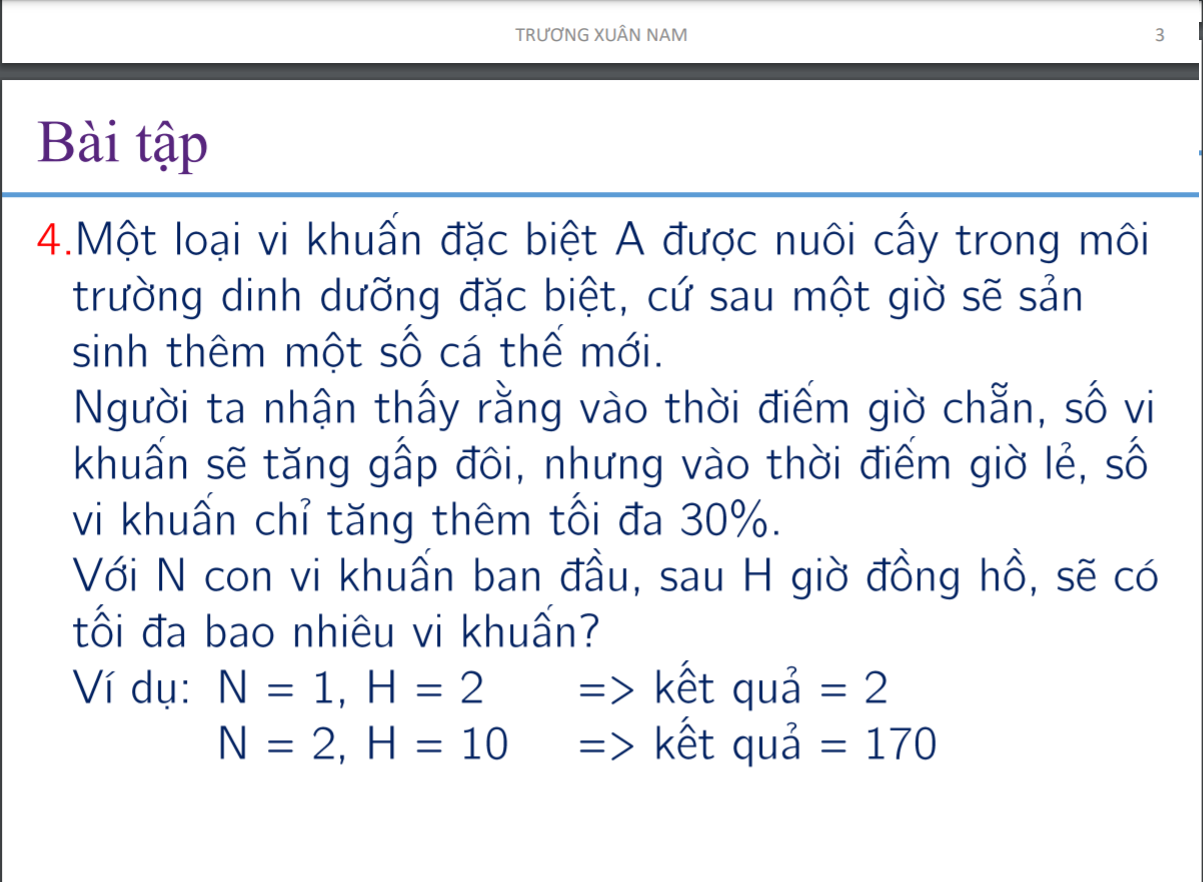 TRƯƠNG XUÂN NAM 3
Bài tập
4.Một loại vi khuẩn đặc biệt A được nuôi cấy trong môi
trường dinh dưỡng đặc biệt, cứ sau một giờ sẽ sản
sinh thêm một số cá thể mới.
Người ta nhận thấy rằng vào thời điểm giờ chẵn, số vi
khuẩn sẽ tăng gấp đôi, nhưng vào thời điểm giờ lẻ, số
vi khuẩn chỉ tăng thêm tối đa 30%.
Với N con vi khuẩn ban đầu, sau H giờ đồng hồ, sẽ có
tối đa bao nhiêu vi khuẩn?
Ví dụ: N = 1, H = 2 => kết quả = 2
N = 2, H = 10 => kết quả = 170